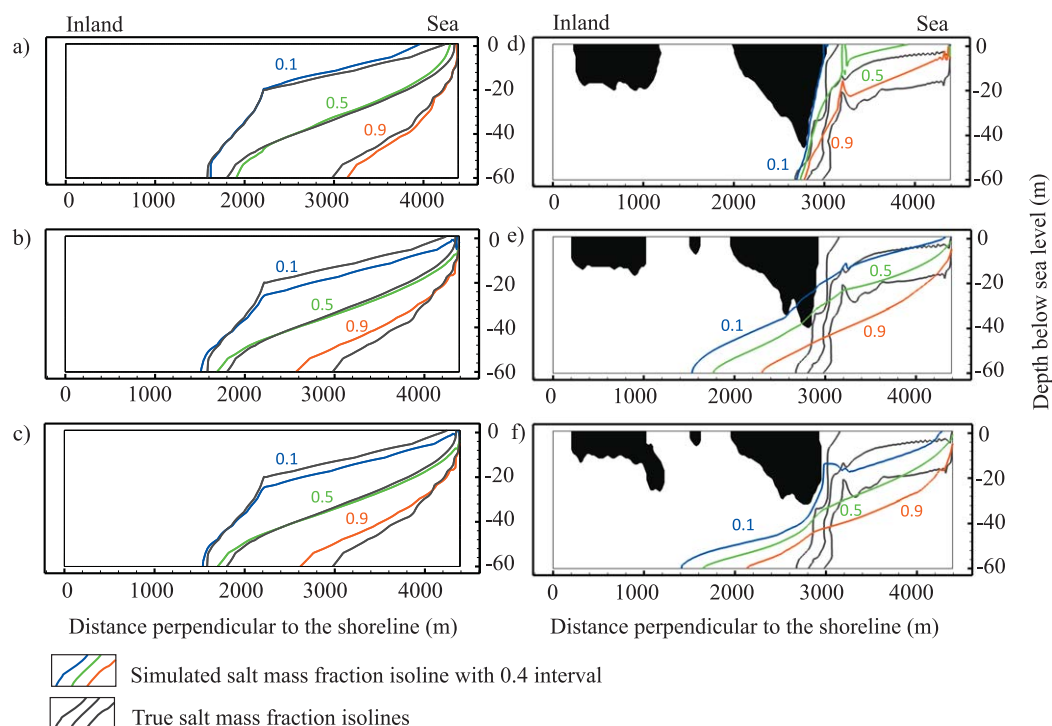 Inland Sea
a)
0.1
0.5
0.9
0
-20
-40
-60
0 1000 2000 3000 4000
b)
0.1
0.5
0.9
0
-20
-40
-60
0 1000 2000 3000 4000
c)
0.1
0.5
0.9
0
-20
-40
-60
0 1000 2000 3000 4000
Distance perpendicular to the shoreline (m)
Inland Sea
d)
0.1
0.5
0.9
0
-20
-40
-60
0 1000 2000 3000 4000
e)
0.1
0.5
0.9
0
-20
-40
-60
0 1000 2000 3000 4000
f)
0.1
0.5
0.9
0
-20
-40
-60
0 1000 2000 3000 4000
Distance perpendicular to the shoreline (m)
Depth below sea level (m)
Simulated salt mass fraction isoline with 0.4 interval
True salt mass fraction isolines